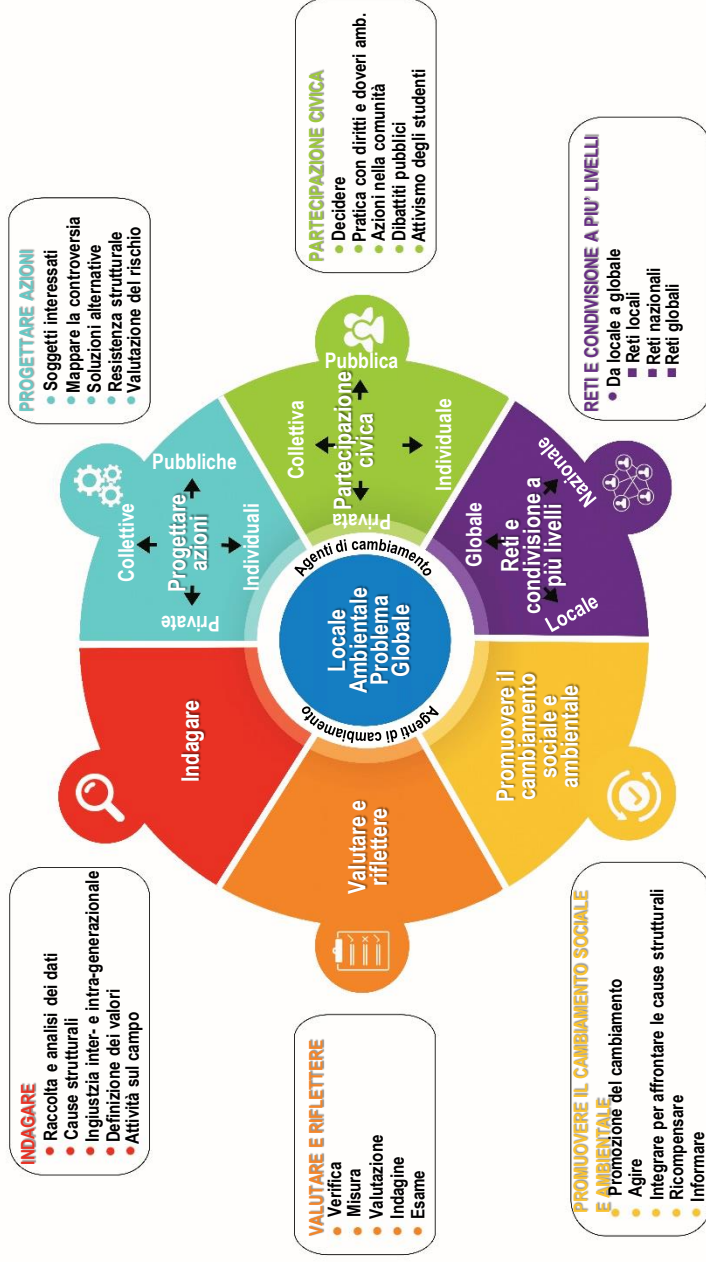 INDAGARE
Raccolta e analisi dei dati
Cause strutturali
Ingiustzia inter- e intra-generazionale
Definizione dei valori
Attività sul campo
PROGETTARE AZIONI
Soggetti interessati
Mappare la controversia
Soluzioni alternative
Resistenza strutturale
Valutazione del rischio
VALUTARE E RIFLETTERE
Verifica
Misura
Valutazione
Indagine
Esame
Indagare
Collettive
Private
Progettare
azioni
Pubbliche
Individuali
Valutare e
riflettere
Agenti di cambiamento
Locale
Ambientale
Problema
Globale
Agenti di cambiamento
Collettiva
Privata
Partecipazione
civica
Pubblica
Individuale
PARTECIPAZIONE CIVICA
Decidere
Pratica con diritti e doveri amb.
Azioni nella comunità
Dibattiti pubblici
Attivismo degli studenti
Promuovere il
cambiamento
sociale e
ambientale
Globale
Reti e
condivisione a
più livelli
Locale
Nazionale
PROMUOVERE IL CAMBIAMENTO SOCIALE
E AMBIENTALE
Promozione del cambiamento
Agire
Integrare per affrontare le cause strutturali
Ricompensare
Informare
RETI E CONDIVISIONE A PIU' LIVELLI
Da locale a globale
Reti locali
Reti nazionali
Reti globali